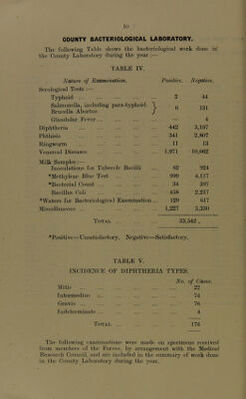 10
COUNTY BACTERIOLOGICAL LABORATORY.
The following Table shows the bacteriological work done in
the County Laboratory during the year :—
TABLE IV.
Nature of Examination. Positive. Negative.
Serological Tests :—
Typhoid ... 2 44
Salmonella, including para-typhoid } 6 131
Brucella Abortus
Glandular Fever ... — 4
Diphtheria ... 442 3,197
Phthisis ... 341 2,807
Ringworm ... 11 13
Venereal Diseases ... 1,971 10,662
Milk Samples—
Inoculations for Tubercle Bacilli 82 924
*Methylene Blue Test ... 999 4,117
*Bacterial Count ... 34 397
Bacillus Coli ... 458 2,217
*Waters for Bacteriological Examination ... 129 617
Miscellaneous ... 1,227
Total 33,542
*Positive—Unsatisfactory. Negative—Satisfactory.
TABLE V.
INCIDENCE OF DIPHTHERIA TYPES.
No. of Cases.
Mitis ... 22
Intermedius ... 74
Gravis ... 76
Indeterminate ... 4
Total 176
The following examinations were made on specimens received
from members of the Forces, by arrangement with the Medical
Research Council, and are included in the summary of work done
in the County Laboratory during the year.